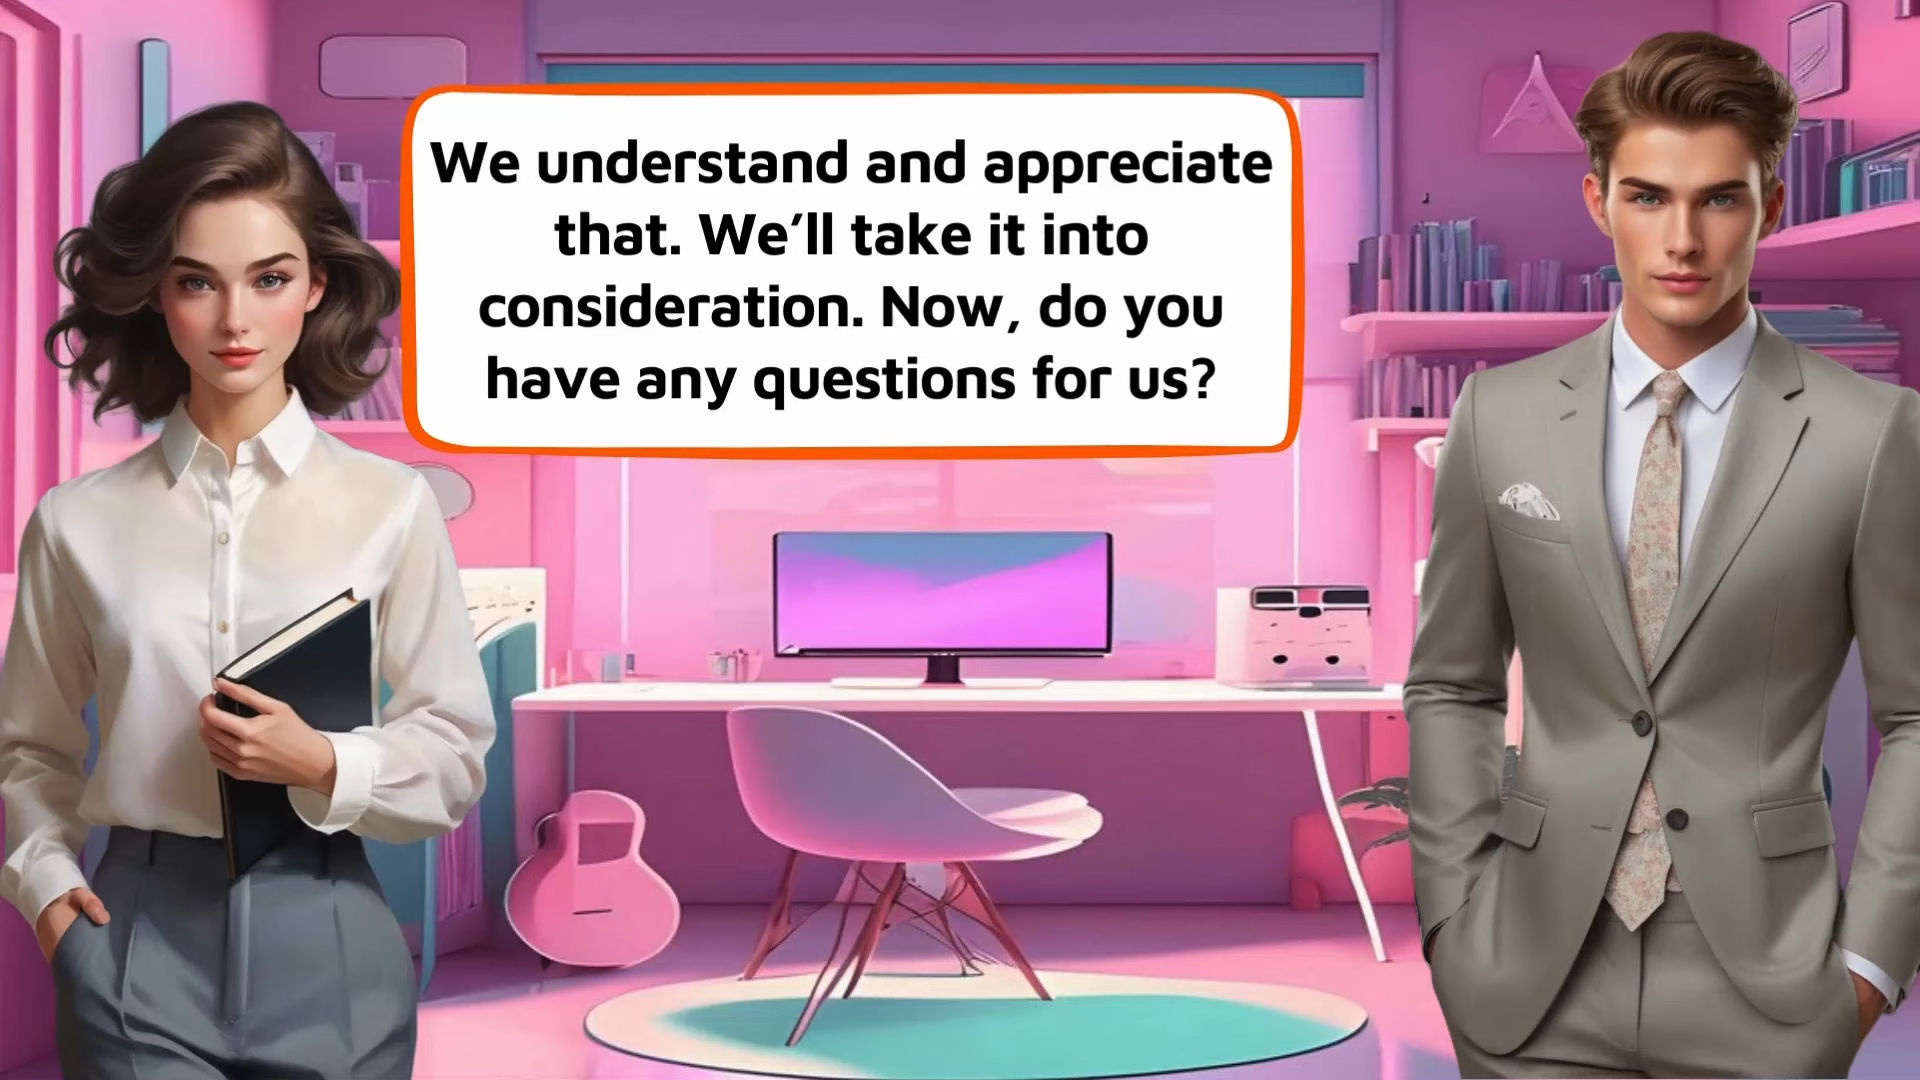 We understand and appreciate
that. We’ll take it into
consideration. Now, do you
have any questions for us?